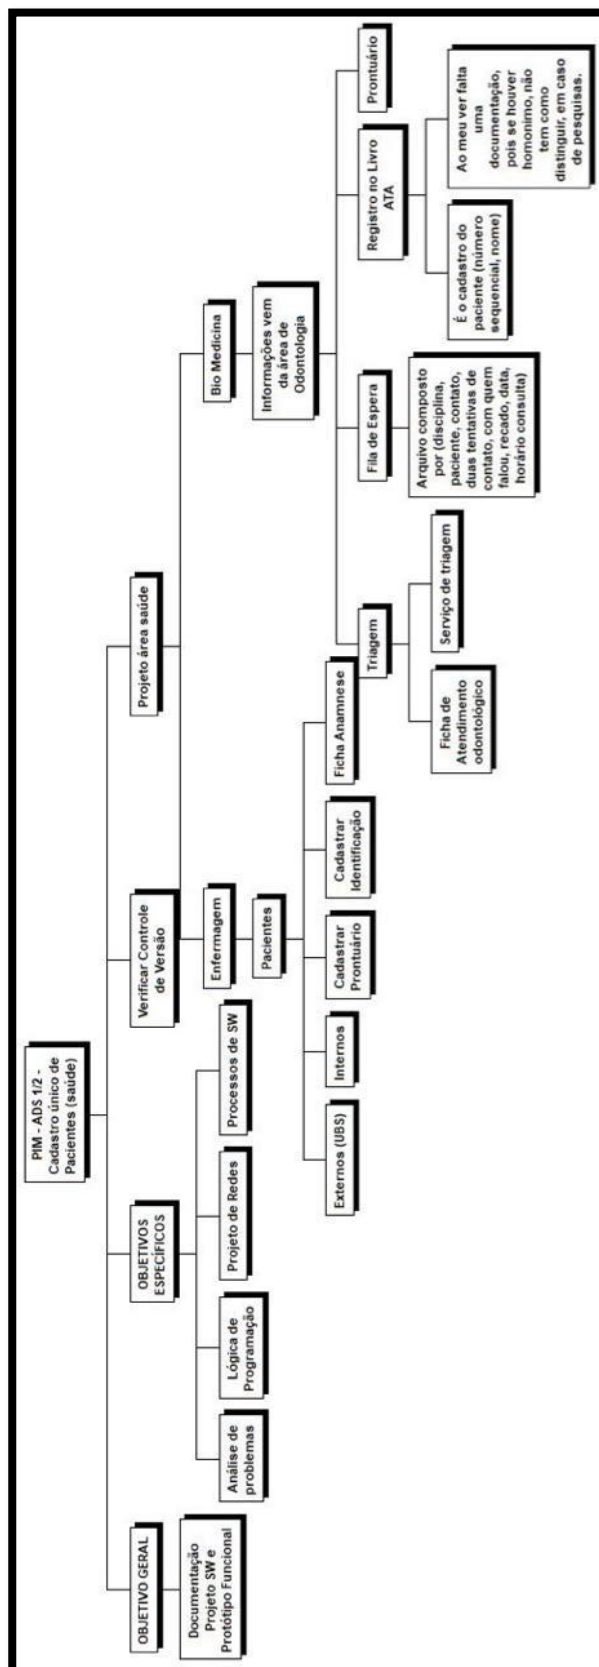 PIM - ADS 1/2 -
Cadastro único de
Pacientes (saúde)
OBJETIVO GERAL
OBJETIVOS
ESPECÍFICOS
Verificar Controle
de Versão
Projeto área saúde
Documentação
Projeto SW e
Protótipo Funcional
Análise de
problemas
Lógica de
Programação
Projeto de Redes
Processos de SW
Enfermagem
Bio Medicina
Pacientes
Informações vem
da área de
Odontologia
Externos (UBS)
Internos
Cadastrar
Prontuário
Cadastrar
Identificação
Ficha Anamnese
Triagem
Fila de Espera
Registro no Livro
ATA
Prontuário
Ficha de
Atendimento
odontológico
Serviço de triagem
Arquivo composto
por (disciplina,
paciente, contato,
duas tentativas de
contato, com quem
falou, recado, data,
horário consulta)
É o cadastro do
paciente (número
sequencial, nome)
Ao meu ver falta
uma
documentação,
pois se houver
homonimo, não
tem como
distinguir, em caso
de pesquisas.